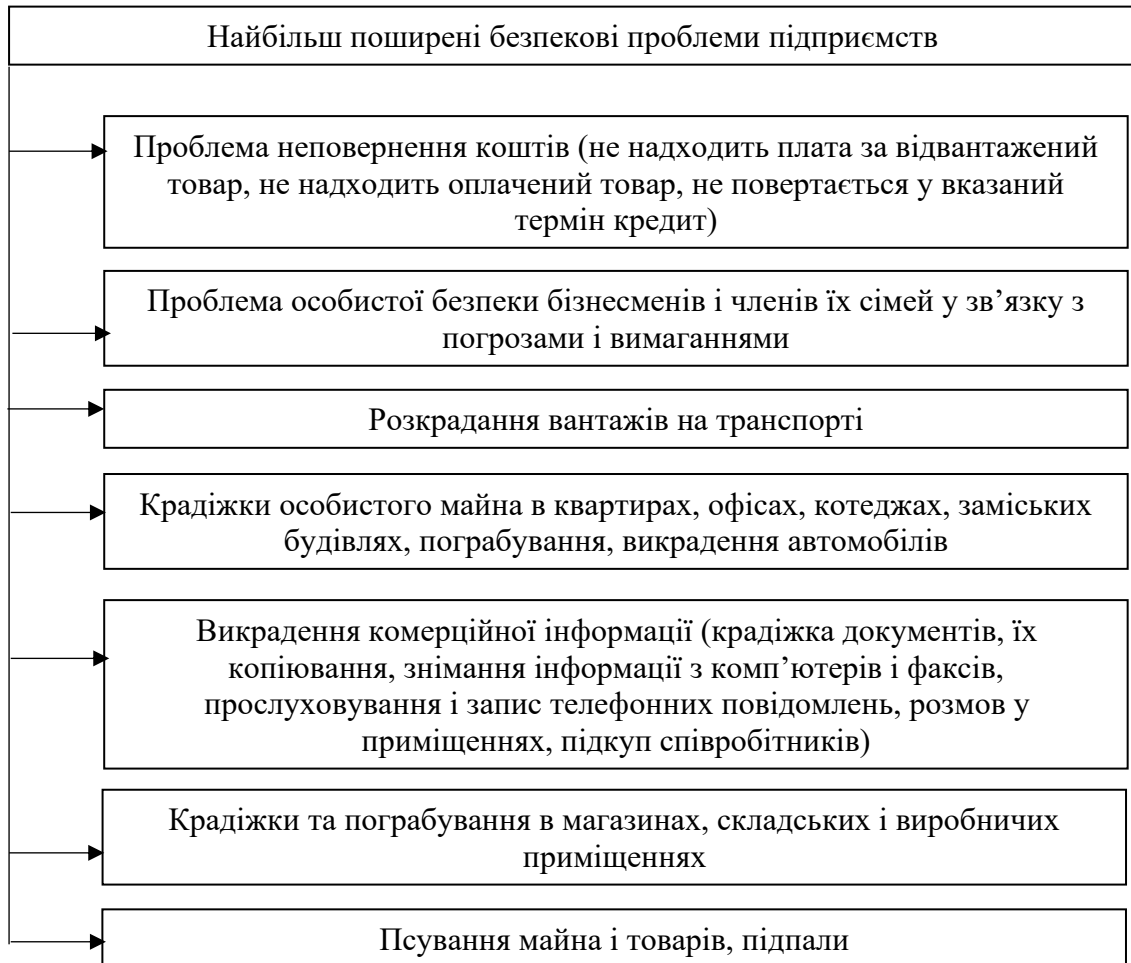 Найбільш поширені безпекові проблеми підприємств
Проблема неповернення коштів (не надходить плата за відвантажений
товар, не надходить оплачений товар, не повертається у вказаний
термін кредит)
Проблема особистої безпеки бізнесменів і членів їх сімей у зв’язку з
погрозами і вимаганнями
Розкрадання вантажів на транспорті
Крадіжки особистого майна в квартирах, офісах, котеджах, заміських
будівлях, пограбування, викрадення автомобілів
Викрадення комерційної інформації (крадіжка документів, їх
копіювання, знімання інформації з комп’ютерів і факсів,
прослуховування і запис телефонних повідомлень, розмов у
приміщеннях, підкуп співробітників)
Крадіжки та пограбування в магазинах, складських і виробничих
приміщеннях
Псування майна і товарів, підпали